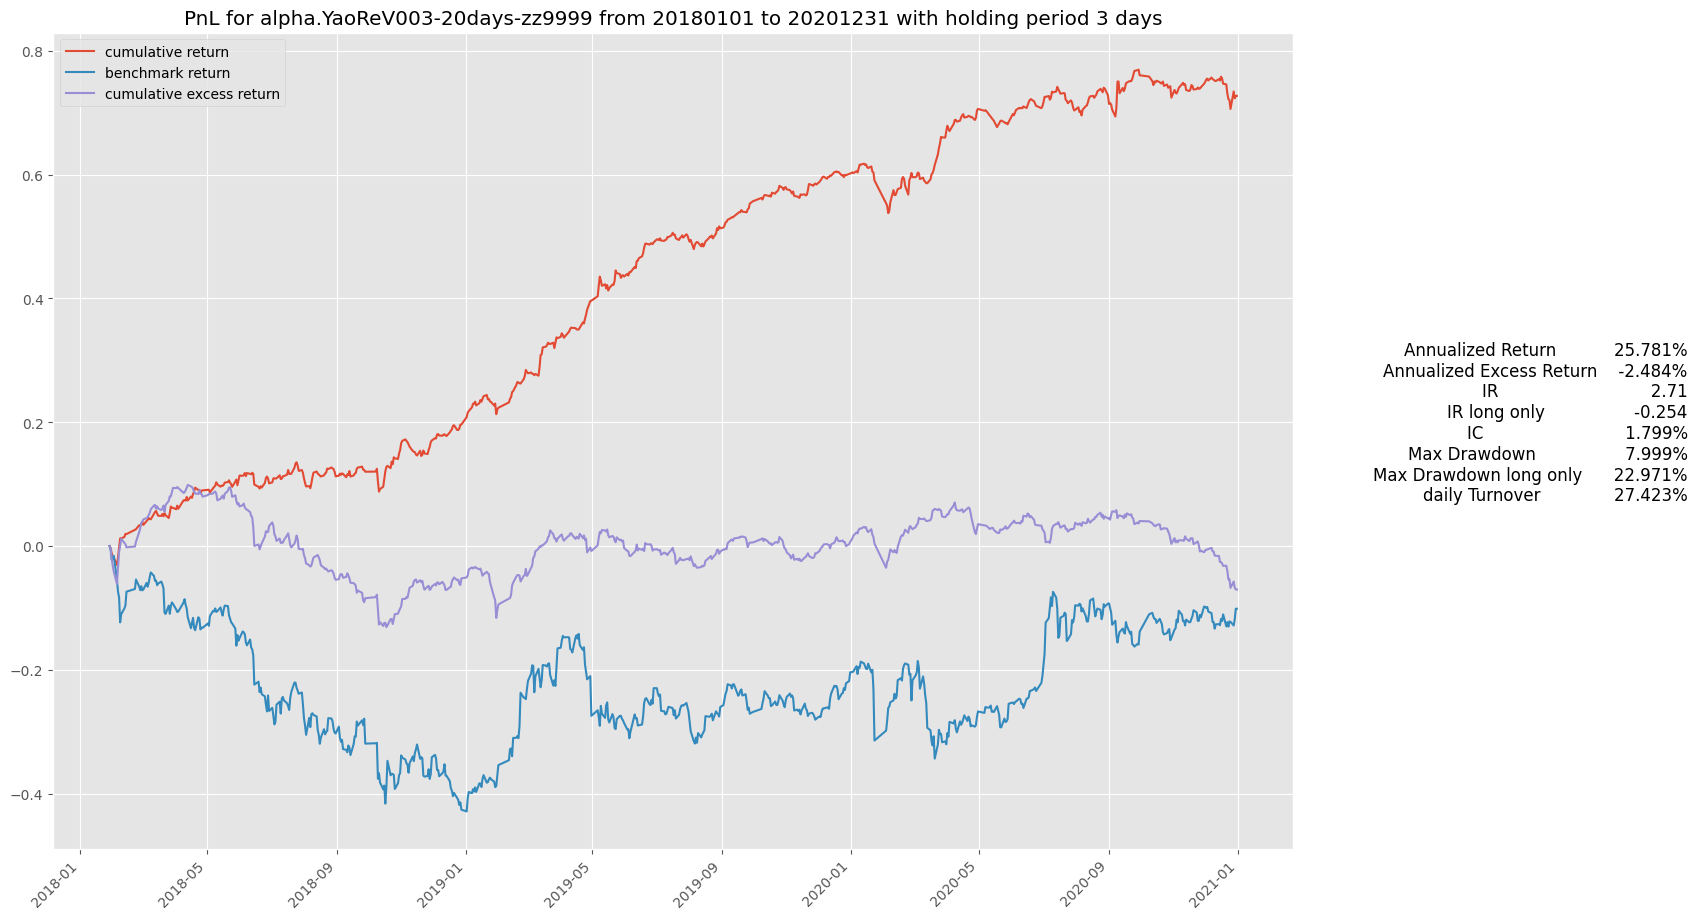 PnL for alpha.YaoReV003-20days-zz9999 from 20180101 to 20201231 with holding period 3 days
cumulative return
benchmark return
cumulative excess return
0.8
0.6
0.4
0.2
0.0
−0.2
−0.4
2018-01
2018-05
2018-09
2019-01
2019-05
2019-09
2020-01
2020-05
2020-09
2021-01
Annualized Return 25.781%
Annualized Excess Return -2.484%
IR 2.71
IR long only -0.254
IC 1.799%
Max Drawdown 7.999%
Max Drawdown long only 22.971%
daily Turnover 27.423%